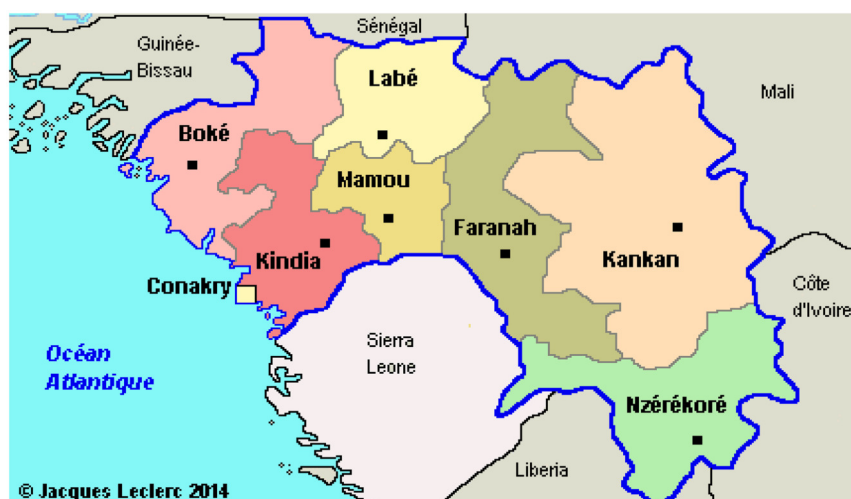 Sénégal
Guinée-
Bissau
Labé
Mali
Boké
Mamou
Faranah
Kindia
Kankan
Conakry
Côte
d'Ivoire
Sierra
Leone
Océan
Atlantique
Nzérékoré
Liberia
© Jacques Leclerc 2014